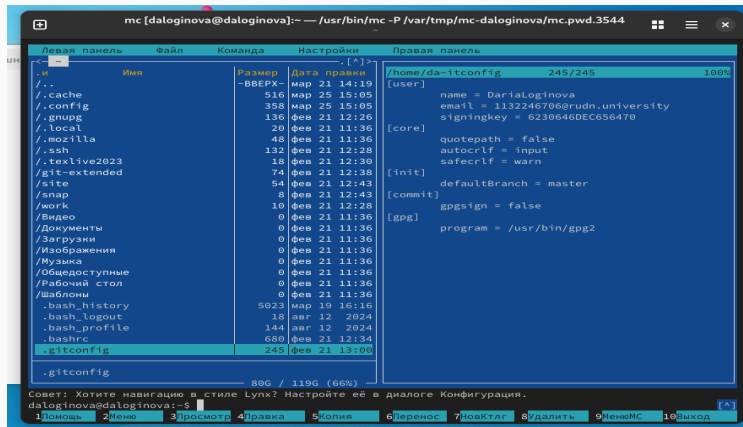 mc [daloginova@daloginova]:~ — /usr/bin/mc -P /var/tmp/mc-daloginova/mc.pwd.3544
Левая панель Файл Команда Настройки Правая панель
<- ~ .[^]>
.и Имя Размер Дата правки
/.. -ВВЕРХ- мар 21 14:19
/.cache 516 мар 25 15:05
/.config 358 мар 25 15:05
/.gnupg 136 фев 21 12:26
/.local 20 фев 21 11:36
/.mozilla 48 фев 21 11:36
/.ssh 132 фев 21 12:28
/.texlive2023 18 фев 21 12:30
/git-extended 74 фев 21 12:38
/site 54 фев 21 12:43
/snap 8 фев 21 12:43
/work 10 фев 21 12:28
/Видео 0 фев 21 11:36
/Документы 0 фев 21 11:36
/Загрузки 0 фев 21 11:36
/Изображения 0 фев 21 11:36
/Музыка 0 фев 21 11:36
/Общедоступные 0 фев 21 11:36
/Рабочий стол 0 фев 21 11:36
/Шаблоны 0 фев 21 11:36
.bash_history 5023 мар 19 16:16
.bash_logout 18 авг 12 2024
.bash_profile 144 авг 12 2024
.bashrc 680 фев 21 12:34
.gitconfig 245 фев 21 13:00
.gitconfig
80G / 119G (66%)
/home/da~itconfig 245/245 100%
[user]
name = DariaLoginova
email = 1132246706@rudn.university
signingkey = 6230646DEC656470
[core]
quotepath = false
autocrlf = input
safecrlf = warn
[init]
defaultBranch = master
[commit]
gpgsign = false
[gpg]
program = /usr/bin/gpg2
Совет: Хотите навигацию в стиле Lynx? Настройте её в диалоге Конфигурация.
daloginova@daloginova:~$ [^]
1Помощь 2Меню 3Просмотр 4Правка 5Копия 6Перенос 7НовКтлг 8Удалить 9МенюМС 10Выход